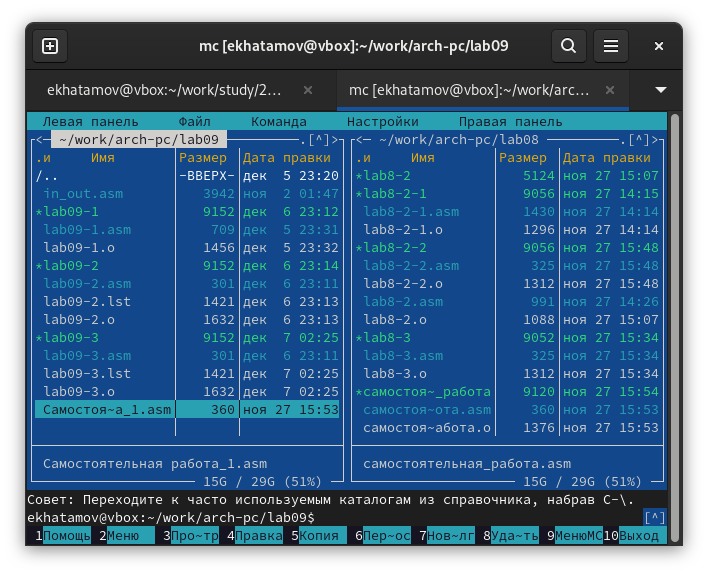 mc [ekhatamov@vbox]:~/work/arch-pc/lab09
ekhatamov@vbox:~/work/study/2... mc [ekhatamov@vbox]:~/work/arc...
Левая панель Файл Команда Настройки Правая панель
<─ ~/work/arch-pc/lab09 ─.[^]> <─ ~/work/arch-pc/lab08 ─.[^]>
.и Имя Размер Дата правки .и Имя Размер Дата правки
/.. -ВВЕРХ- дек 5 23:20 *lab8-2 5124 ноя 27 15:07
in_out.asm 3942 ноя 2 01:47 *lab8-2-1 9056 ноя 27 14:15
*lab09-1 9152 дек 6 23:12 lab8-2-1.asm 1430 ноя 27 14:14
lab09-1.asm 709 дек 5 23:31 lab8-2-1.o 1296 ноя 27 14:14
lab09-1.o 1456 дек 5 23:32 *lab8-2-2 9056 ноя 27 15:48
*lab09-2 9152 дек 6 23:14 lab8-2-2.asm 325 ноя 27 15:48
lab09-2.asm 301 дек 6 23:11 lab8-2-2.o 1312 ноя 27 15:48
lab09-2.lst 1421 дек 6 23:13 lab8-2.asm 991 ноя 27 14:26
lab09-2.o 1632 дек 6 23:13 lab8-2.o 1088 ноя 27 15:07
*lab09-3 9152 дек 7 02:25 *lab8-3 9052 ноя 27 15:34
lab09-3.asm 301 дек 6 23:11 lab8-3.asm 325 ноя 27 15:34
lab09-3.lst 1421 дек 7 02:25 lab8-3.o 1312 ноя 27 15:34
lab09-3.o 1632 дек 7 02:25 *самостоя~_работа 9120 ноя 27 15:54
Самостоя~а_1.asm 360 ноя 27 15:53 самостоя~ота.asm 360 ноя 27 15:53
самостоя~абота.o 1376 ноя 27 15:53
Самостоятельная работа_1.asm самостоятельная_работа.asm
15G / 29G (51%) 15G / 29G (51%)
Совет: Переходите к часто используемым каталогам из справочника, набрав C-\.
ekhatamov@vbox:~/work/arch-pc/lab09$ [^]
1Помощь 2Меню 3Про~тр 4Правка 5Копия 6Пер~ос 7Нов~лг 8Уда~ть 9МенюMC 10Выход